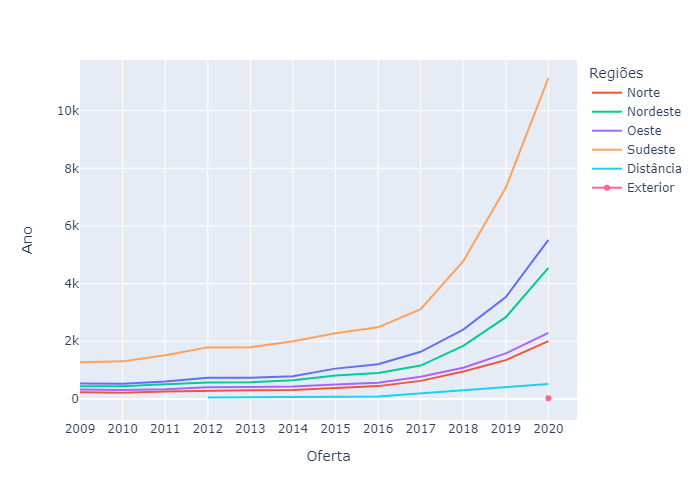 Regiões
Norte
Nordeste
Oeste
Sudeste
Distância
Exterior
Ano
10k
8k
6k
4k
2k
0
2009 2010 2011 2012 2013 2014 2015 2016 2017 2018 2019 2020
Oferta